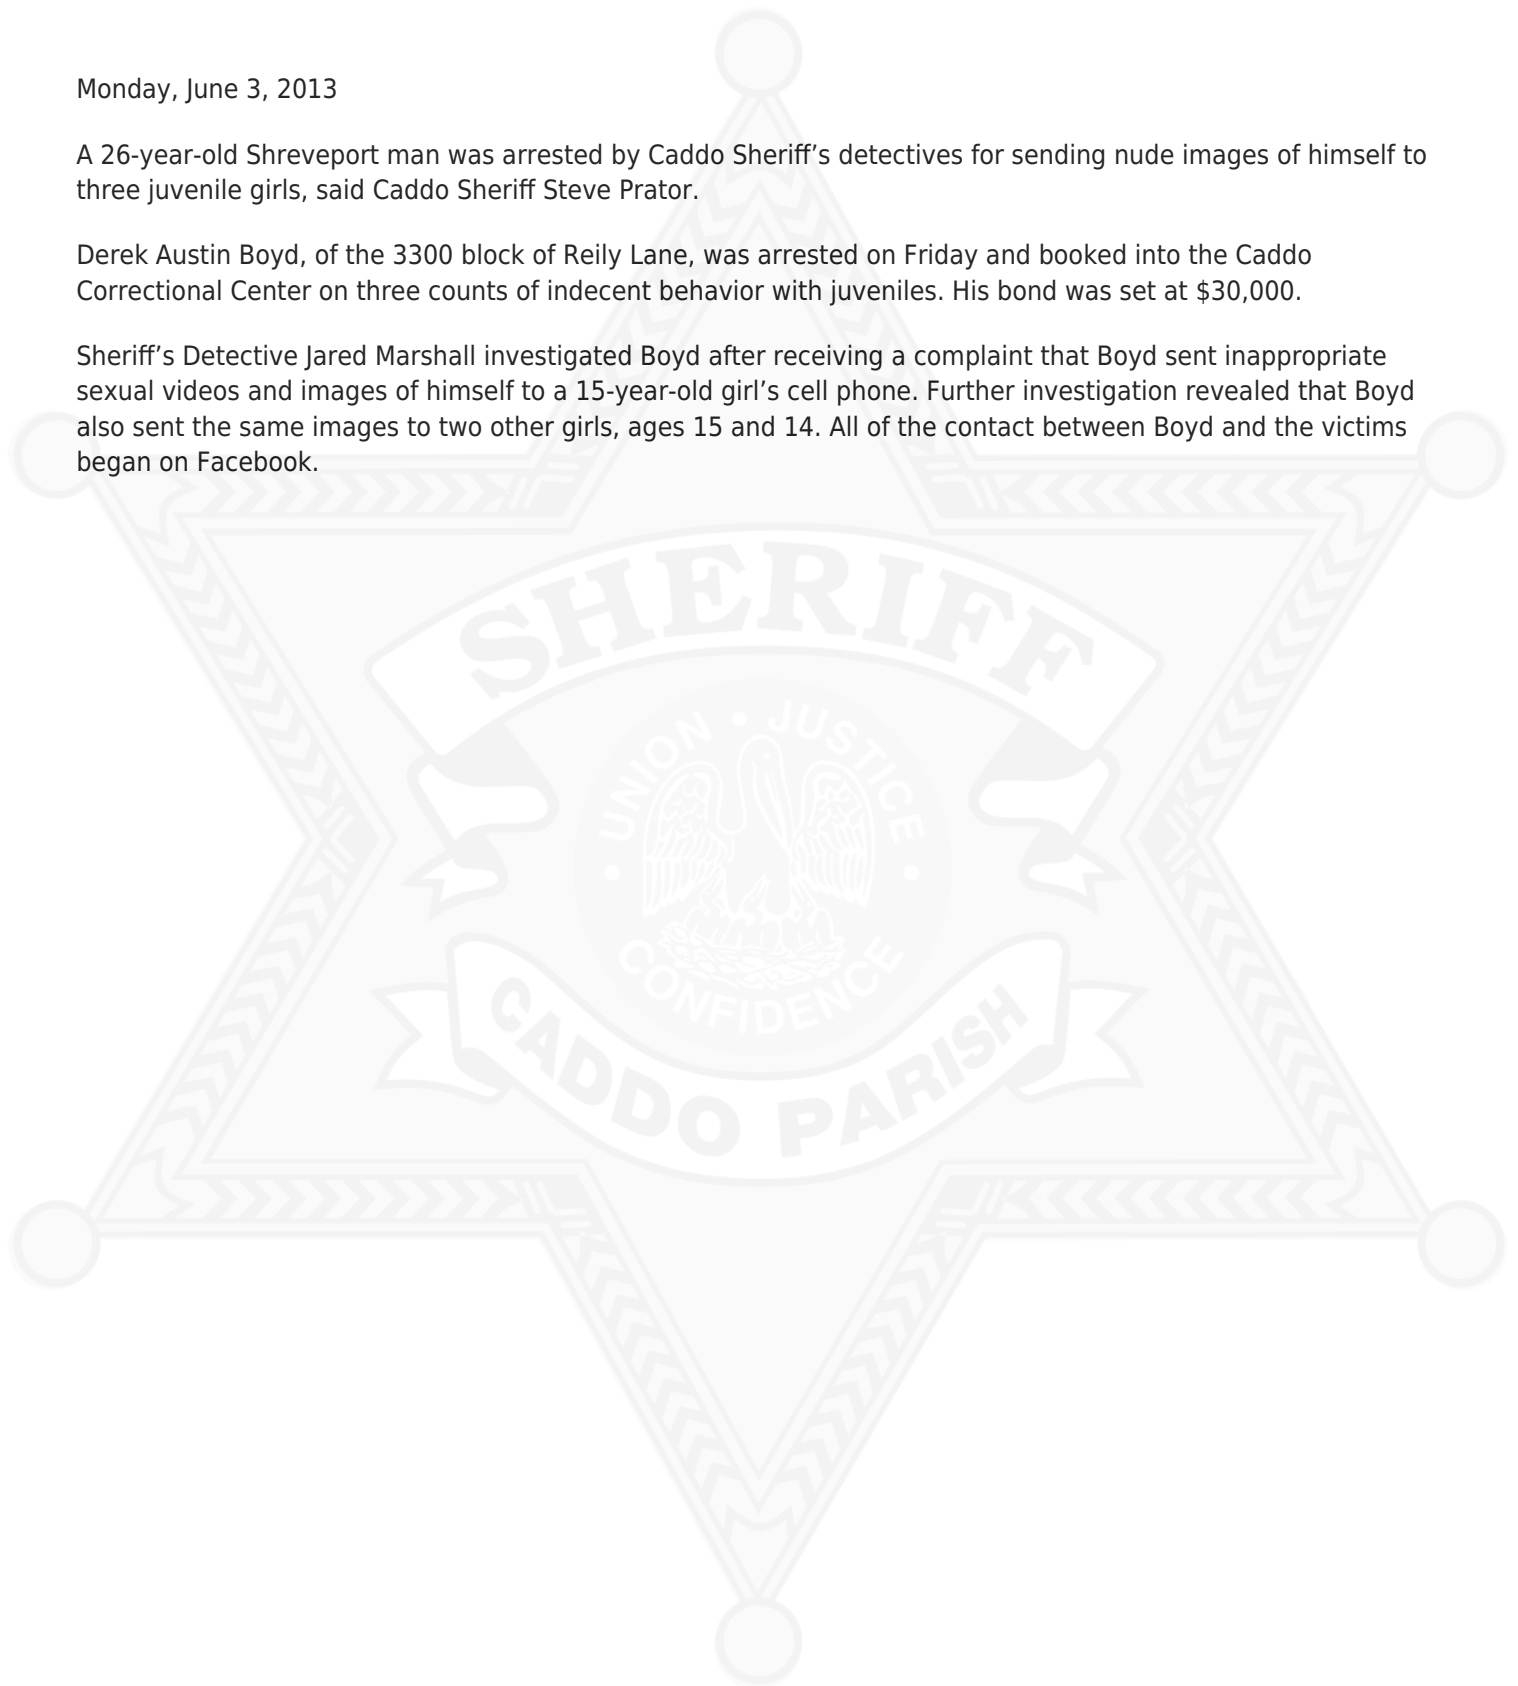 Monday, June 3, 2013
A 26-year-old Shreveport man was arrested by Caddo Sheriff’s detectives for sending nude images of himself to
three juvenile girls, said Caddo Sheriff Steve Prator.
Derek Austin Boyd, of the 3300 block of Reily Lane, was arrested on Friday and booked into the Caddo
Correctional Center on three counts of indecent behavior with juveniles. His bond was set at $30,000.
Sheriff’s Detective Jared Marshall investigated Boyd after receiving a complaint that Boyd sent inappropriate
sexual videos and images of himself to a 15-year-old girl’s cell phone. Further investigation revealed that Boyd
also sent the same images to two other girls, ages 15 and 14. All of the contact between Boyd and the victims
began on Facebook.
SHERIFF
UNION • JUSTICE •
• CONFIDENCE
CADDO PARISH